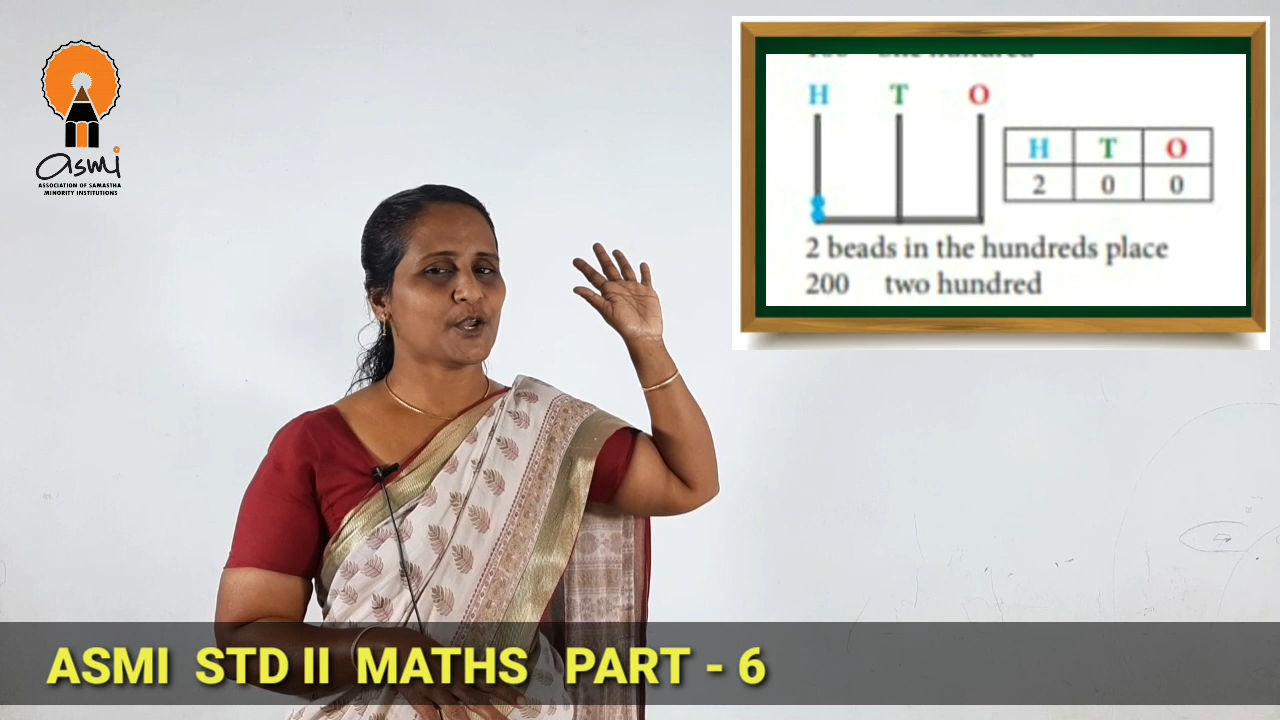 asmi
ASSOCIATION OF SAMASTHA
MINORITY INSTITUTIONS
H T O
H T O
2 0 0
2 beads in the hundreds place
200 two hundred
ASMI STD II MATHS PART - 6